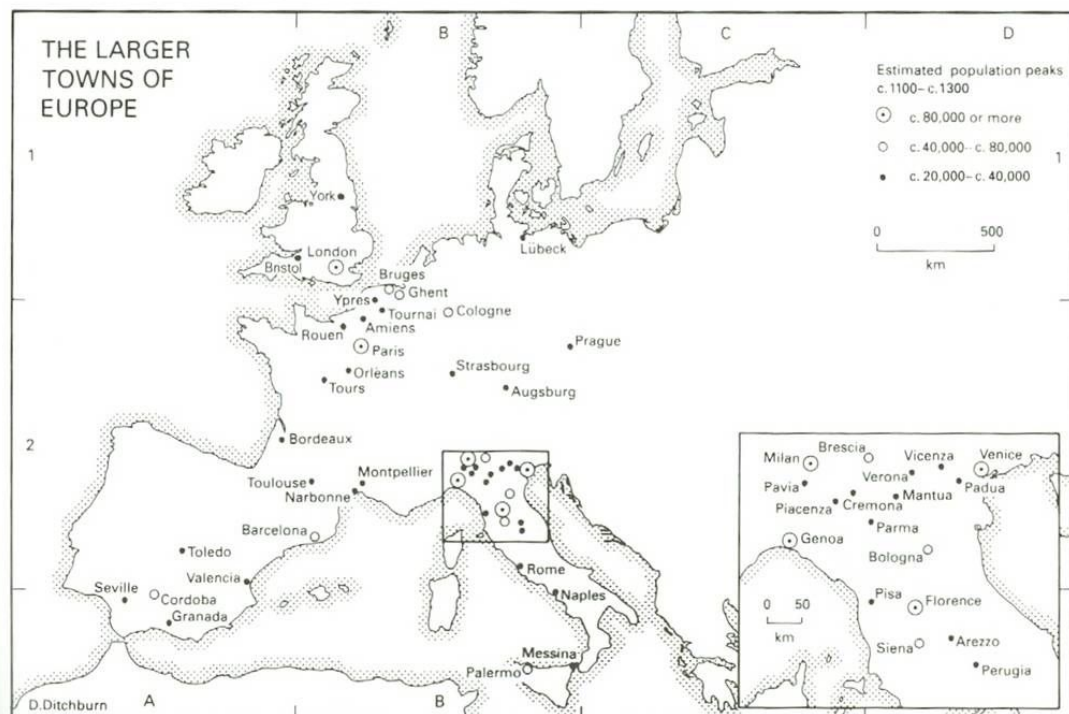 THE LARGER
TOWNS OF
EUROPE
B
C
D
Estimated population peaks
c.1100–c.1300
c. 80,000 or more
c. 40,000–c. 80,000
c. 20,000–c. 40,000
0 500
km
1
1
York
London
Bristol
Lübeck
Bruges
Ghent
Ypres
Tournai
Cologne
Rouen
Amiens
Paris
Prague
Orlèans
Strasbourg
Tours
Augsburg
2
Bordeaux
Toulouse
Montpellier
Narbonne
Barcelona
Toledo
Valencia
Seville
Cordoba
Granada
Rome
Naples
Messina
Palermo
Brescia
Milan
Vicenza
Venice
Verona
Pavia
Padua
Piacenza
Cremona
Mantua
Parma
Genoa
Bologna
Pisa
Florence
0 50
km
Siena
Arezzo
Perugia
D.Ditchburn
A
B